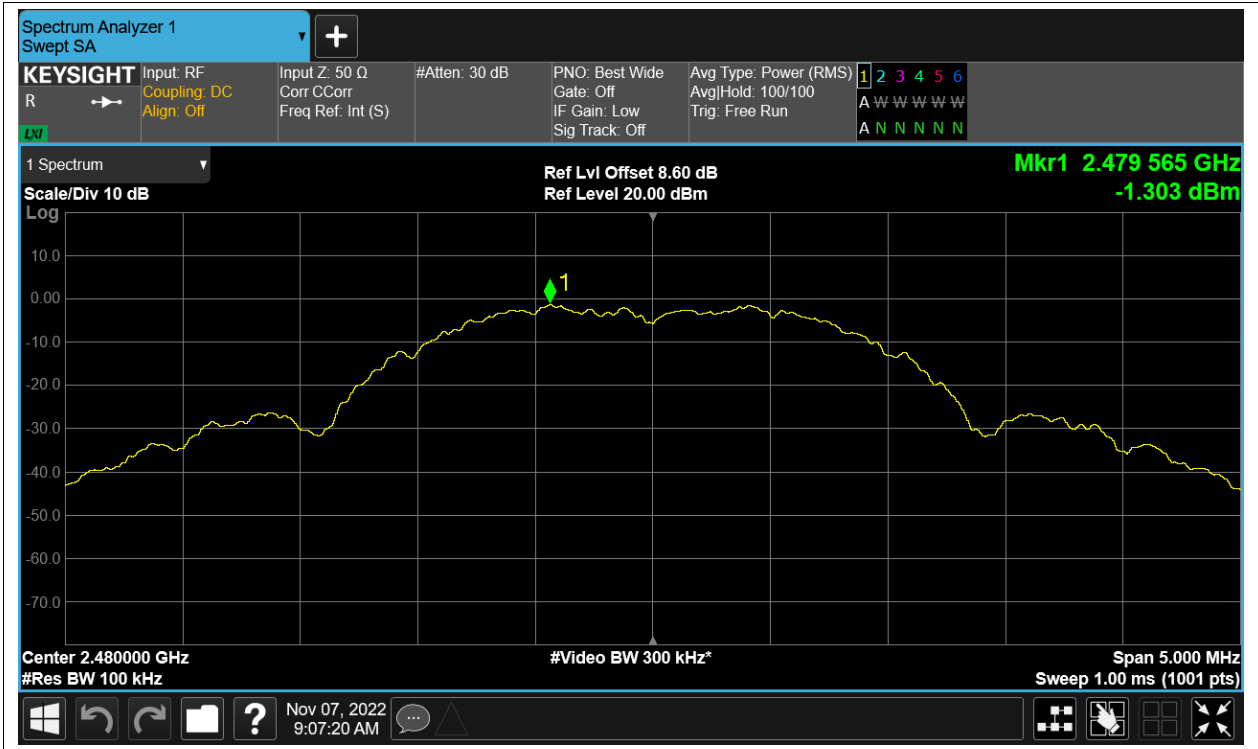 Spectrum Analyzer 1
Swept SA
+
KEYSIGHT
R
LXI
Input: RF
Coupling: DC
Align: Off
Input Z: 50 Ω
Corr CCorr
Freq Ref: Int (S)
#Atten: 30 dB
PNO: Best Wide
Gate: Off
IF Gain: Low
Sig Track: Off
Avg Type: Power (RMS)
Avg|Hold: 100/100
Trig: Free Run
1 2 3 4 5 6
A W W W W W
A N N N N N
1 Spectrum
Scale/Div 10 dB
Log
Ref Lvl Offset 8.60 dB
Ref Level 20.00 dBm
Mkr1 2.479 565 GHz
-1.303 dBm
1
10.0
0.00
-10.0
-20.0
-30.0
-40.0
-50.0
-60.0
-70.0
Center 2.480000 GHz
#Res BW 100 kHz
#Video BW 300 kHz*
Span 5.000 MHz
Sweep 1.00 ms (1001 pts)
?
Nov 07, 2022
9:07:20 AM